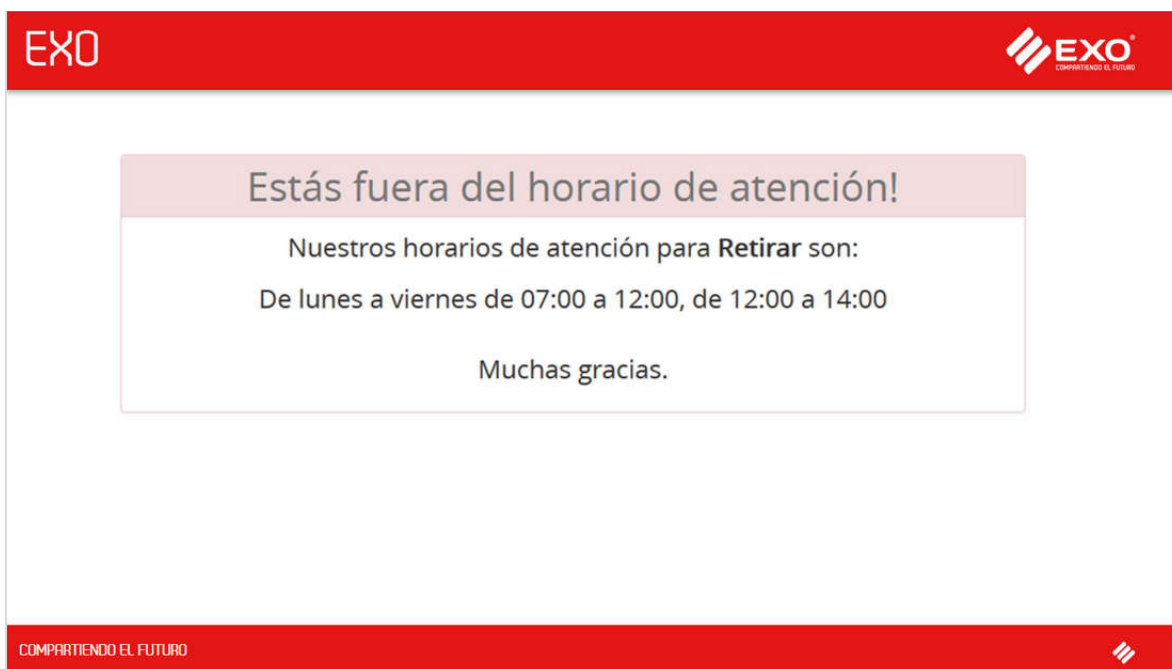 EXO
EXO
COMPARTIENDO EL FUTURO
Estás fuera del horario de atención!
Nuestros horarios de atención para Retirar son:
De lunes a viernes de 07:00 a 12:00, de 12:00 a 14:00
Muchas gracias.
COMPARTIENDO EL FUTURO